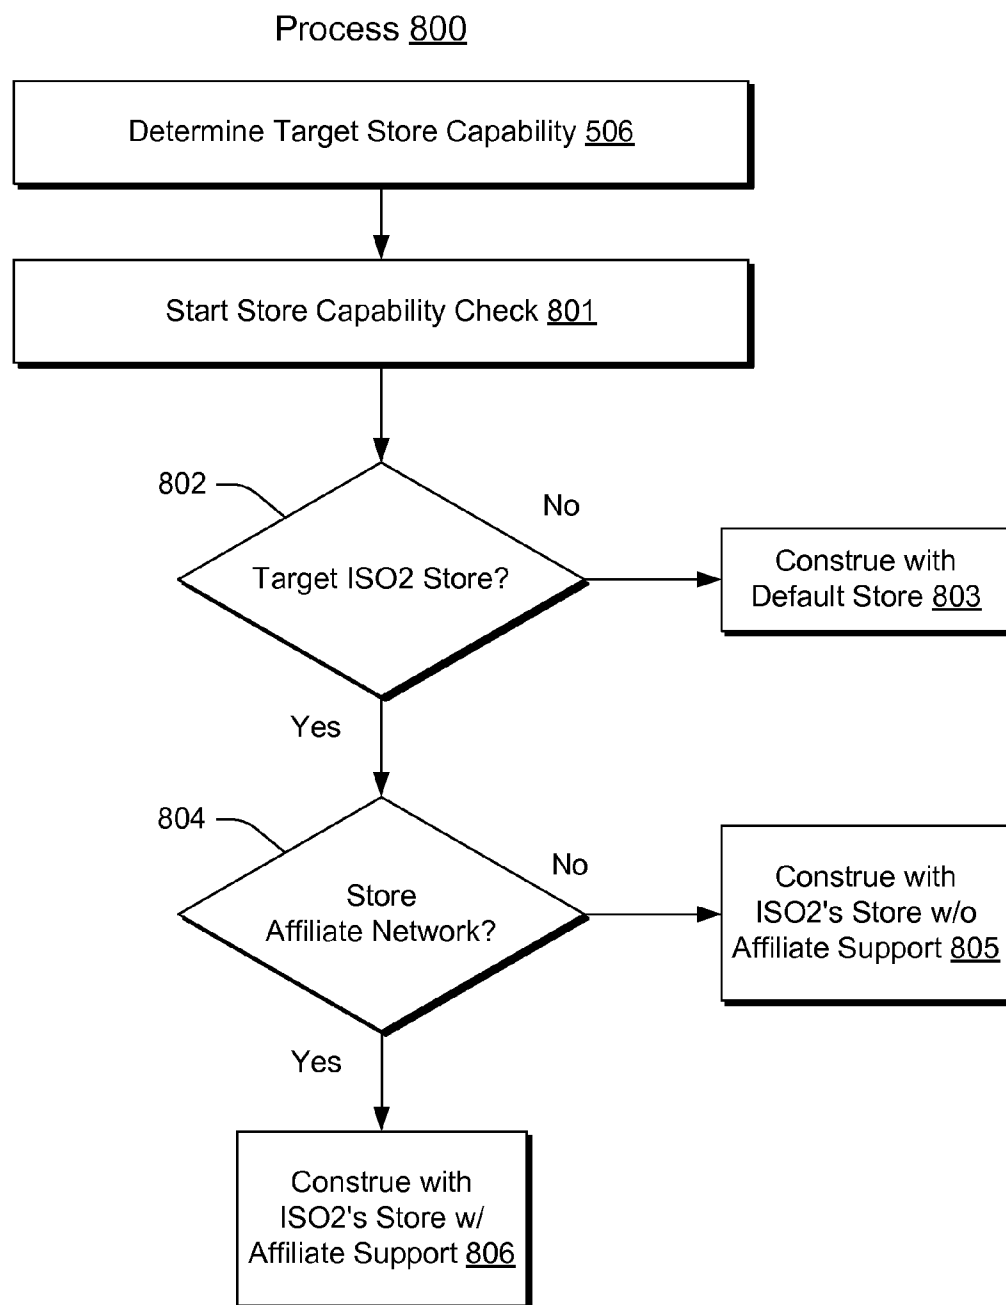 Process 800
Determine Target Store Capability 506
Start Store Capability Check 801
802
Target ISO2 Store?
No
Construe with
Default Store 803
Yes
804
Store
Affiliate Network?
No
Construe with
ISO2's Store w/o
Affiliate Support 805
Yes
Construe with
ISO2's Store w/
Affiliate Support 806